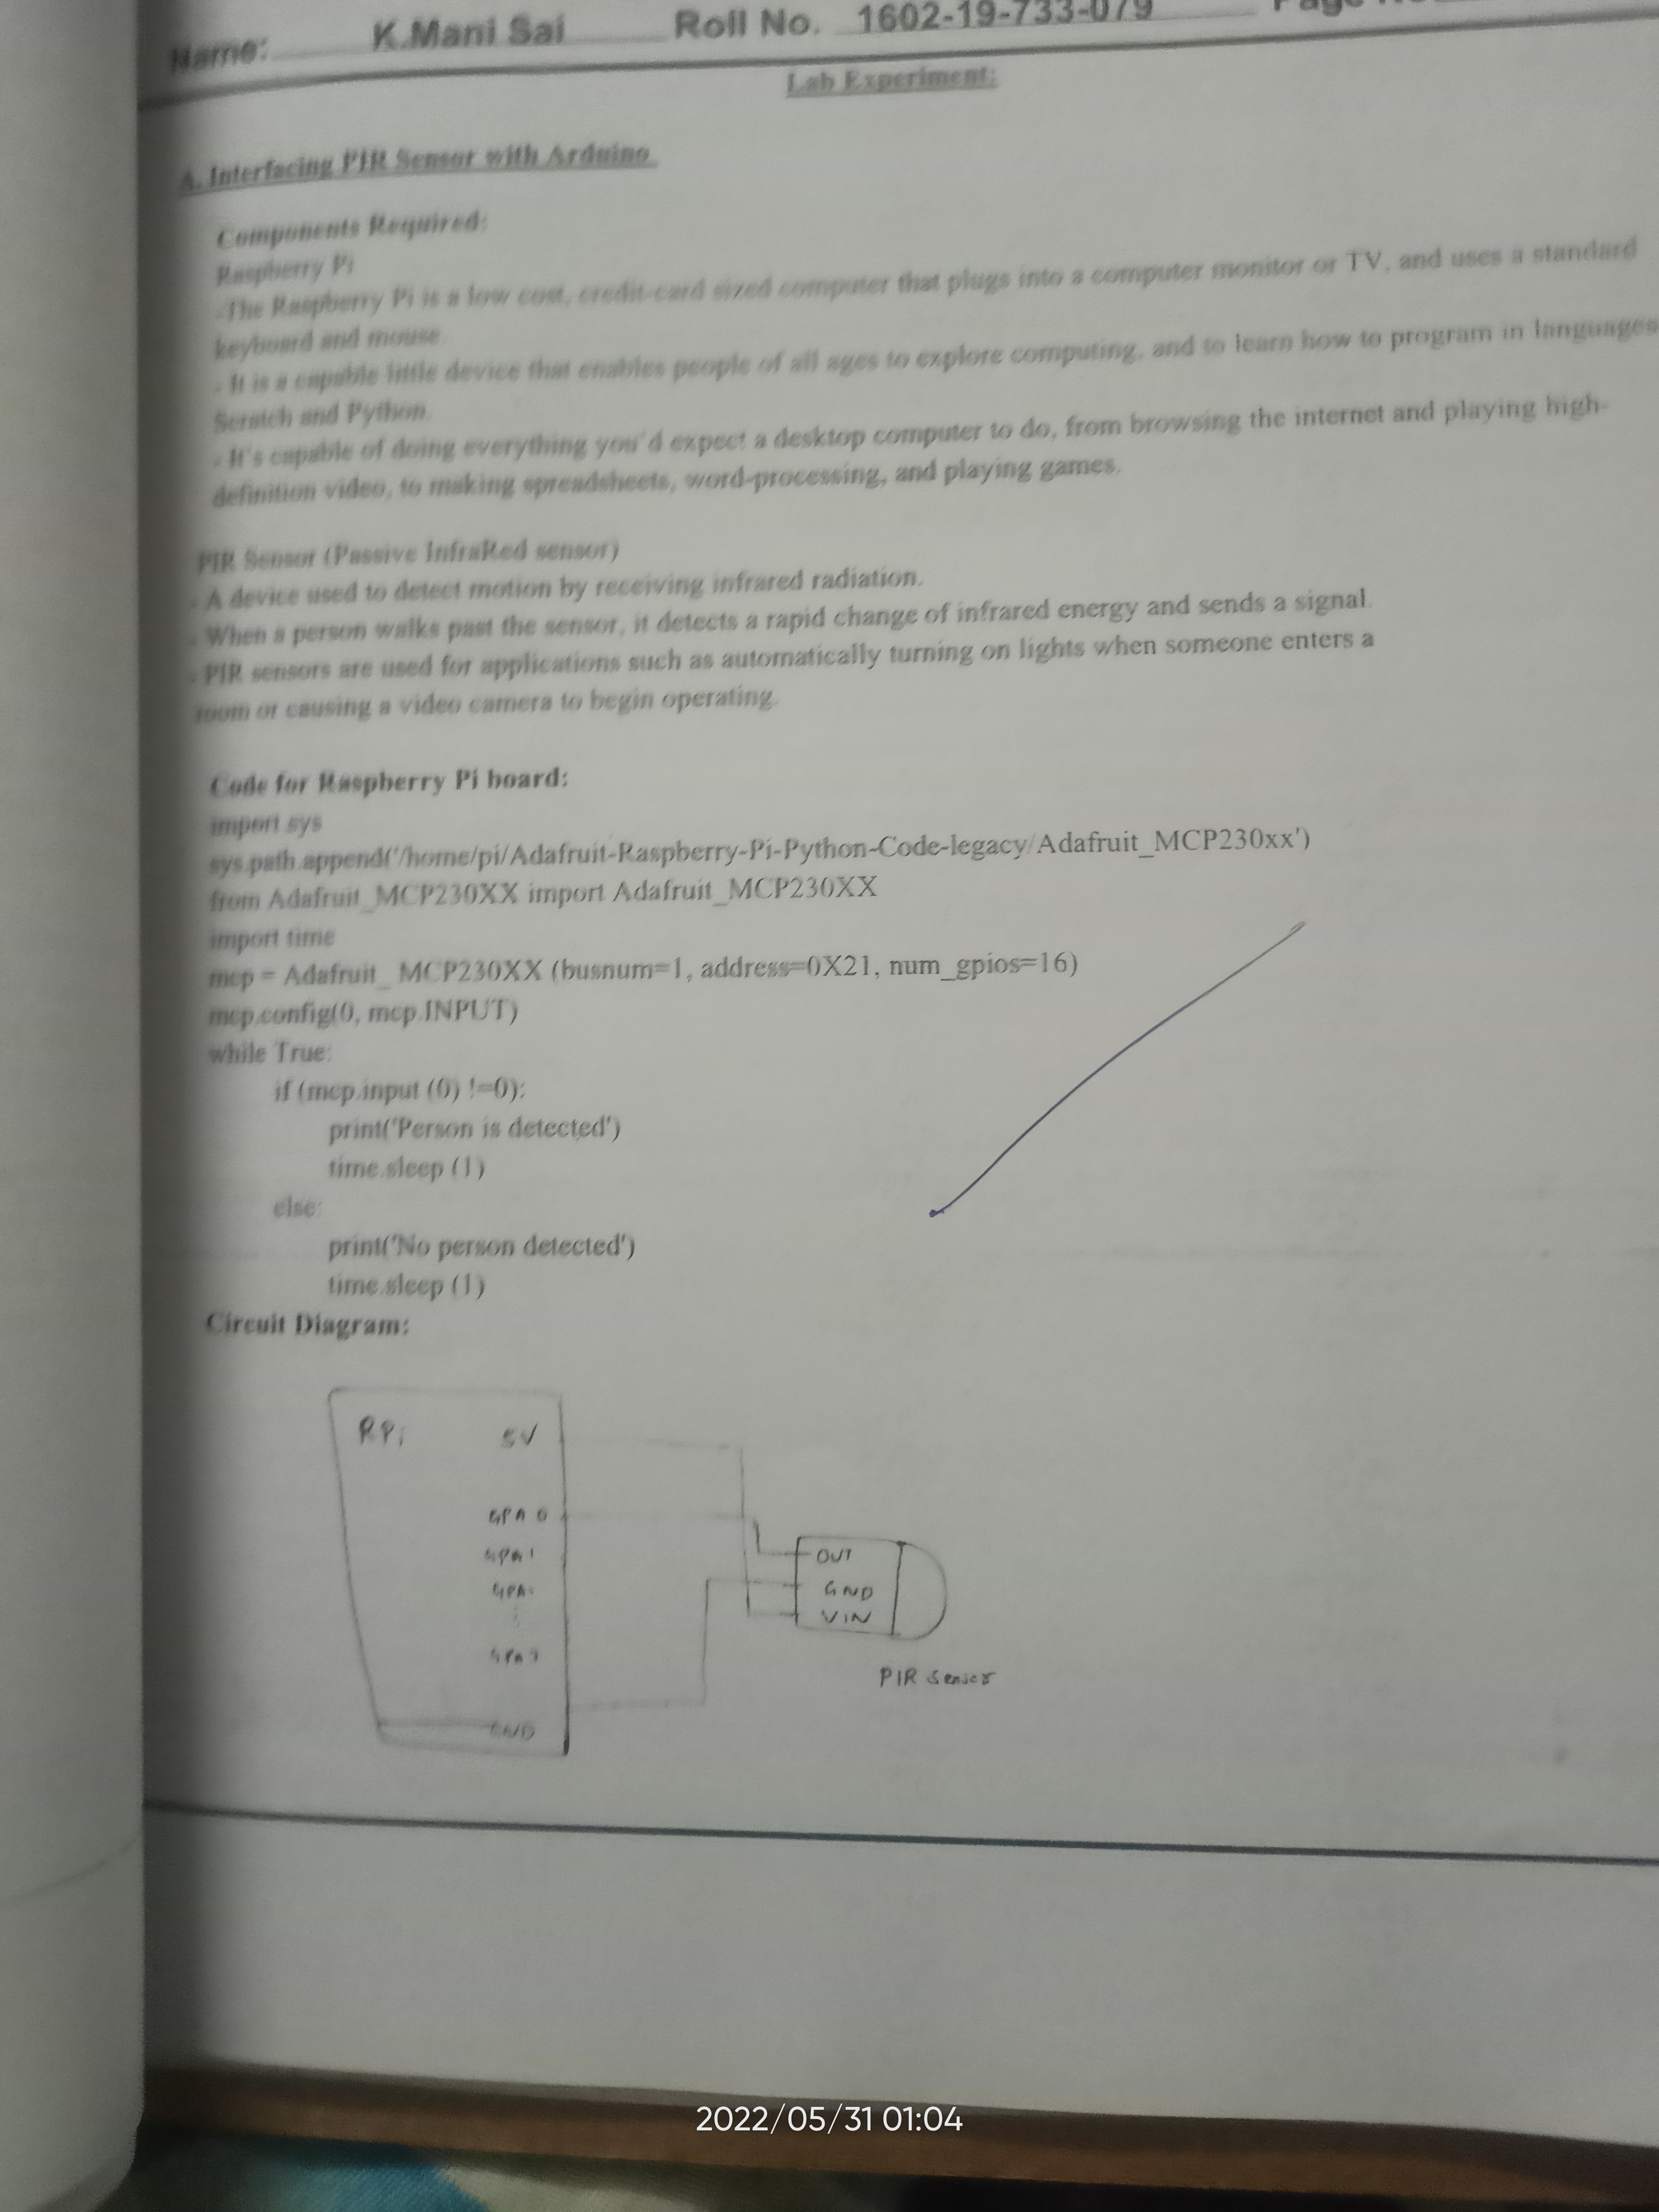 Name: K.Mani Sai Roll No. 1602-19-733-079
Lab Experiment:
A. Interfacing PIR Sensor with Arduino
Components Required:
Raspberry Pi
- The Raspberry Pi is a low cost, credit-card sized computer that plugs into a computer monitor or TV, and uses a standard
keyboard and mouse.
- It is a capable little device that enables people of all ages to explore computing, and to learn how to program in languages
Scratch and Python.
- It's capable of doing everything you'd expect a desktop computer to do, from browsing the internet and playing high-
definition video, to making spreadsheets, word-processing, and playing games.
PIR Sensor (Passive InfraRed sensor)
- A device used to detect motion by receiving infrared radiation.
- When a person walks past the sensor, it detects a rapid change of infrared energy and sends a signal.
- PIR sensors are used for applications such as automatically turning on lights when someone enters a
room or causing a video camera to begin operating.
Code for Raspberry Pi board:
import sys
sys.path.append('/home/pi/Adafruit-Raspberry-Pi-Python-Code-legacy/Adafruit_MCP230xx')
from Adafruit_MCP230XX import Adafruit_MCP230XX
import time
mcp = Adafruit_ MCP230XX (busnum=1, address=0X21, num_gpios=16)
mcp.config(0, mcp.INPUT)
while True:
if (mcp.input (0) !=0):
print('Person is detected')
time.sleep (1)
else:
print('No person detected')
time.sleep (1)
Circuit Diagram:
RPi 5V
GPA 0
GPA 1
GPA
GPA 7
GND
OUT
GND
VIN
PIR Sensor
2022/05/31 01:04